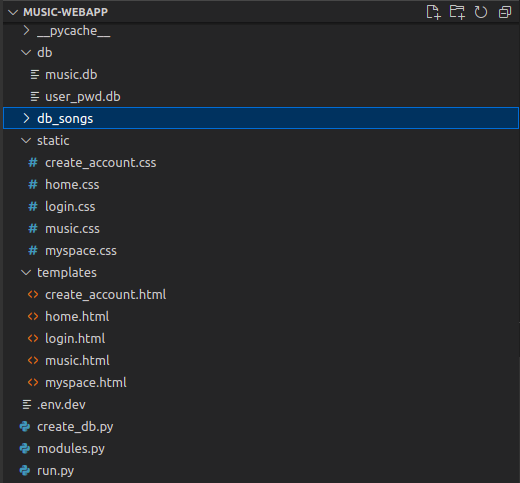 MUSIC-WEBAPP
__pycache__
db
music.db
user_pwd.db
db_songs
static
create_account.css
home.css
login.css
music.css
myspace.css
templates
create_account.html
home.html
login.html
music.html
myspace.html
.env.dev
create_db.py
modules.py
run.py